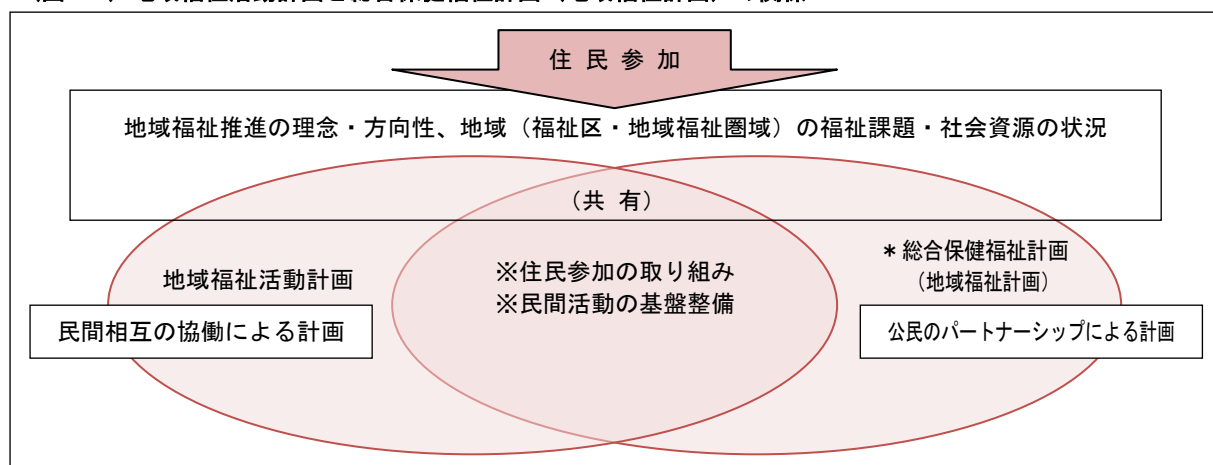 住 民 参 加
地域福祉推進の理念・方向性、地域（福祉区・地域福祉圏域）の福祉課題・社会資源の状況
（共 有）
地域福祉活動計画
民間相互の協働による計画
※住民参加の取り組み
※民間活動の基盤整備
＊総合保健福祉計画
（地域福祉計画）
公民のパートナーシップによる計画